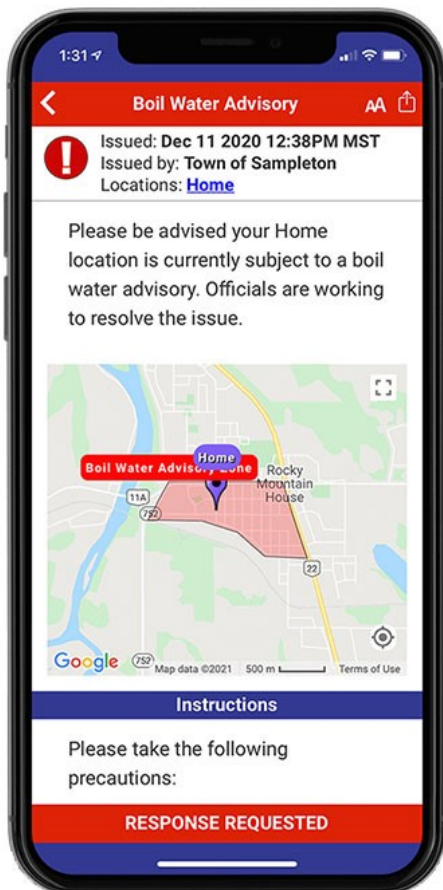 1:31
Boil Water Advisory
AA
Issued: Dec 11 2020 12:38PM MST
Issued by: Town of Sampleton
Locations: Home
Please be advised your Home
location is currently subject to a boil
water advisory. Officials are working
to resolve the issue.
Home
Boil Water Advisory Zone
Rocky
Mountain
House
11A
752
22
Google
752
Map data ©2021
500 m
Terms of Use
Instructions
Please take the following
precautions:
RESPONSE REQUESTED